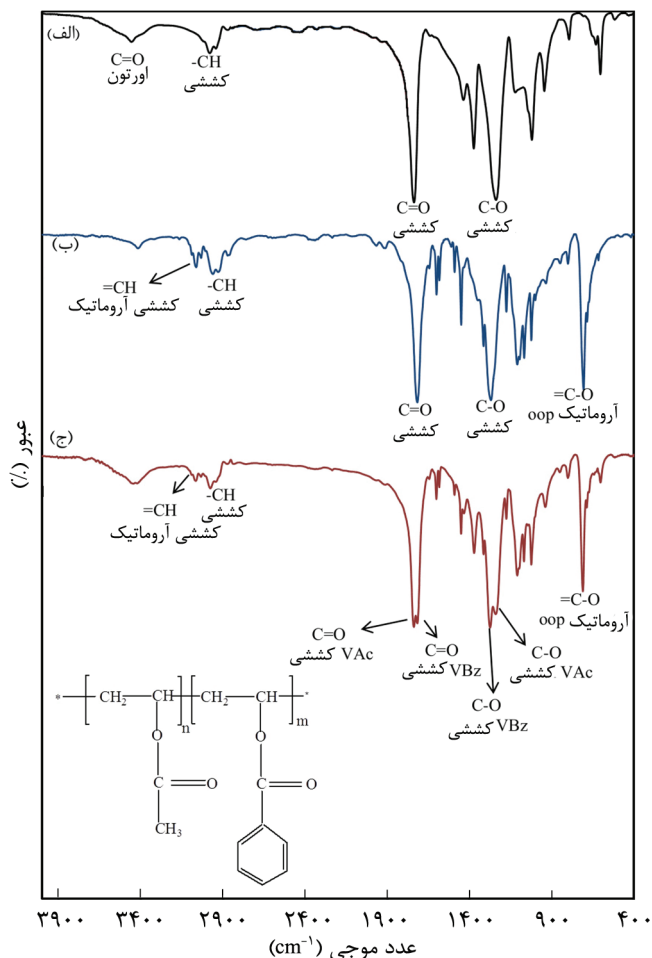 (الف)
C=O
اورتون
-CH
کششی
C=O
کششی
C-O
کششی
(ب)
=CH
کششی آروماتیک
-CH
کششی
C=O
کششی
C-O
کششی
=C-O
آروماتیک oop
(ج)
=CH
کششی آروماتیک
-CH
کششی
=C-O
آروماتیک oop
C=O
کششی VAc
C=O
کششی VBz
C-O
کششی VAc
C-O
کششی VBz
* CH₂ CH n CH₂ CH m *
O O
C O C O
CH₃
عبور (٪)
۳۹۰۰ ۳۴۰۰ ۲۹۰۰ ۲۴۰۰ ۱۹۰۰ ۱۴۰۰ ۹۰۰ ۴۰۰
عدد موجی (cm⁻¹)